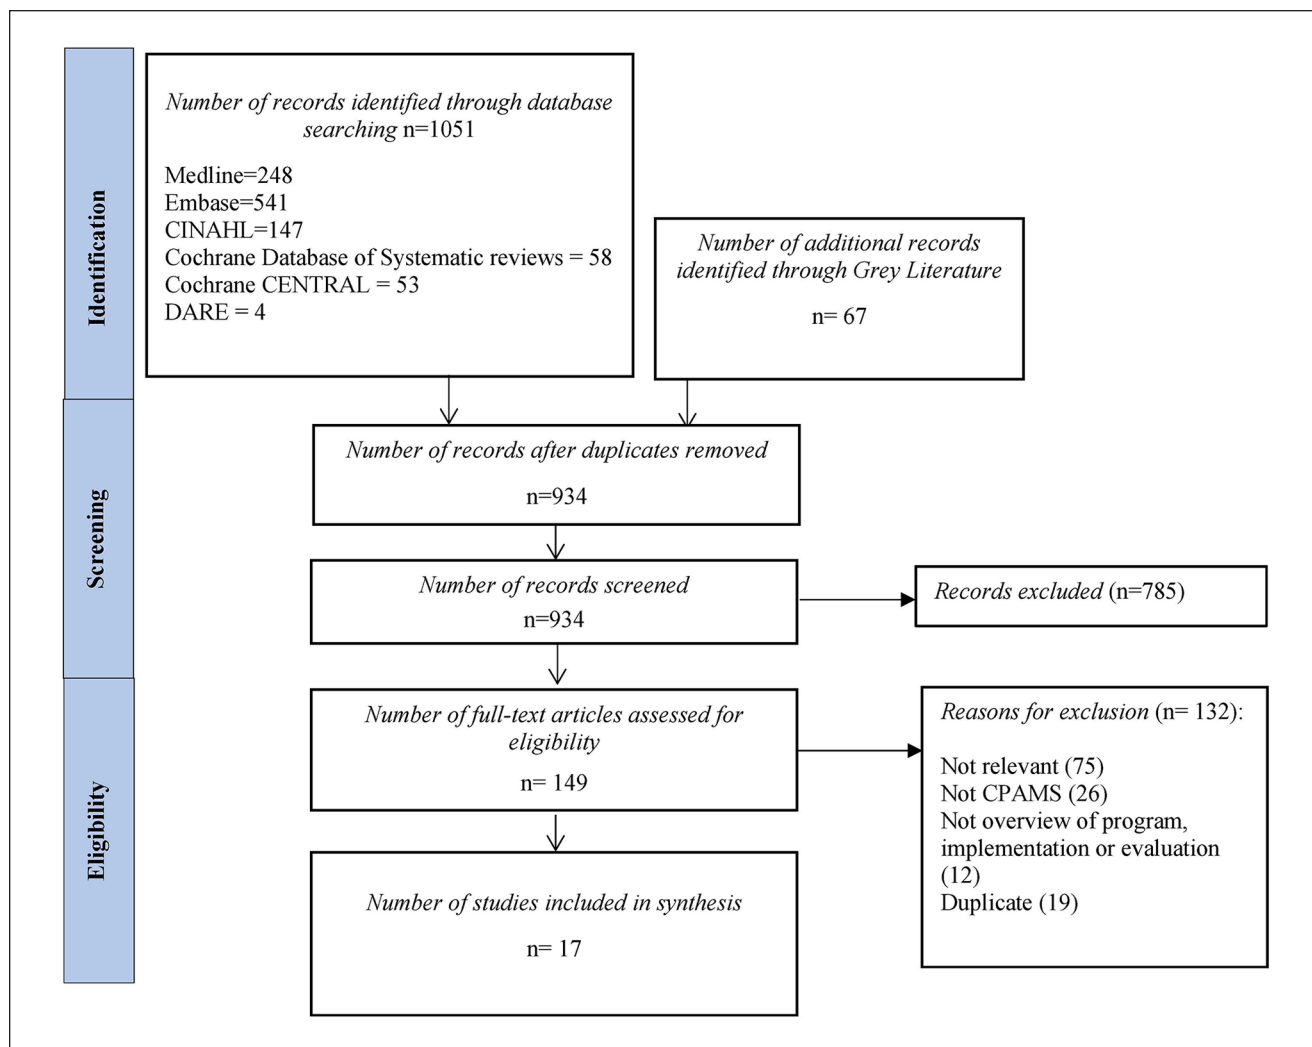 Identification
Number of records identified through database
searching n=1051
Medline=248
Embase=541
CINAHL=147
Cochrane Database of Systematic reviews = 58
Cochrane CENTRAL = 53
DARE = 4
Number of additional records
identified through Grey Literature
n= 67
Screening
Number of records after duplicates removed
n=934
Number of records screened
n=934
Records excluded (n=785)
Eligibility
Number of full-text articles assessed for
eligibility
n= 149
Reasons for exclusion (n= 132):
Not relevant (75)
Not CPAMS (26)
Not overview of program,
implementation or evaluation
(12)
Duplicate (19)
Number of studies included in synthesis
n= 17